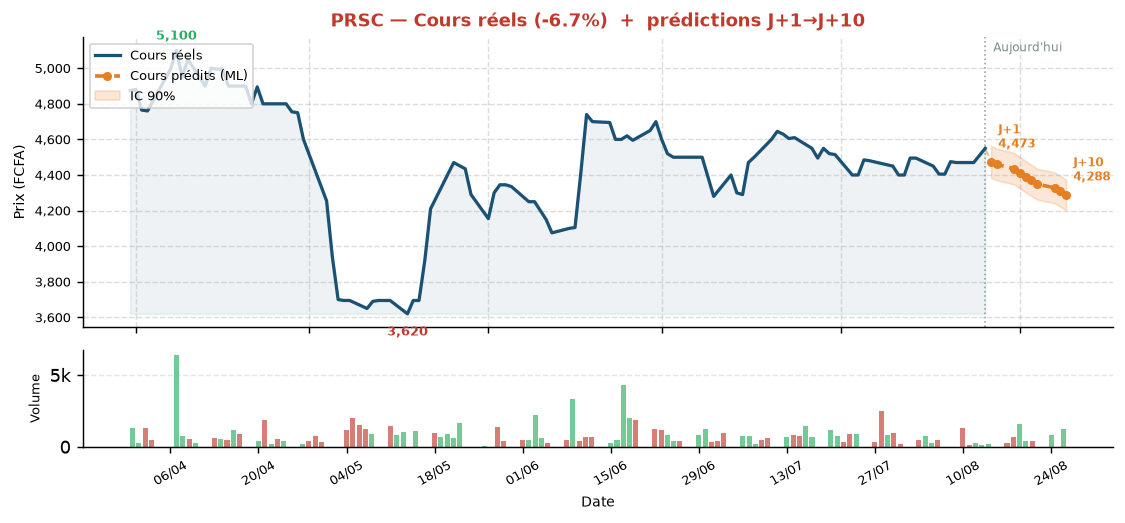 PRSC — Cours réels (-6.7%)  +  prédictions J+1→J+10
5,100
Cours réels
Cours prédits (ML)
IC 90%
Aujourd'hui
J+1
4,473
J+10
4,288
3,620
Prix (FCFA)
5,000
4,800
4,600
4,400
4,200
4,000
3,800
3,600
Volume
5k
0
06/04
20/04
04/05
18/05
01/06
15/06
29/06
13/07
27/07
10/08
24/08
Date